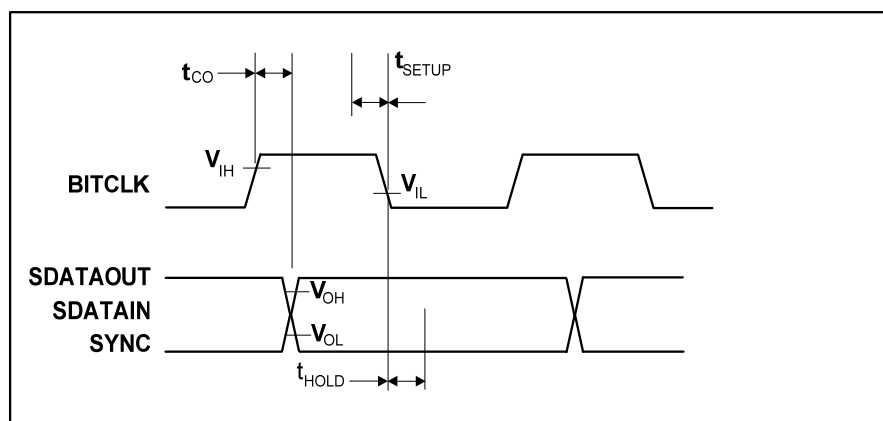 tCO
tSETUP
VIH
BITCLK
VIL
SDATAOUT
VOH
SDATAIN
VOL
SYNC
tHOLD